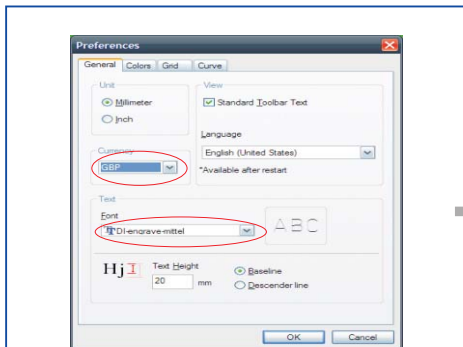 Preferences
General Colors Grid Curve
Unit
Millimeter
Inch
View
Standard Toolbar Text
Language
English (United States)
*Available after restart
Currency
GBP
Text
Font
DI-engrave-mittel
ABC
HjI
Text Height
20 mm
Baseline
Descender line
OK Cancel